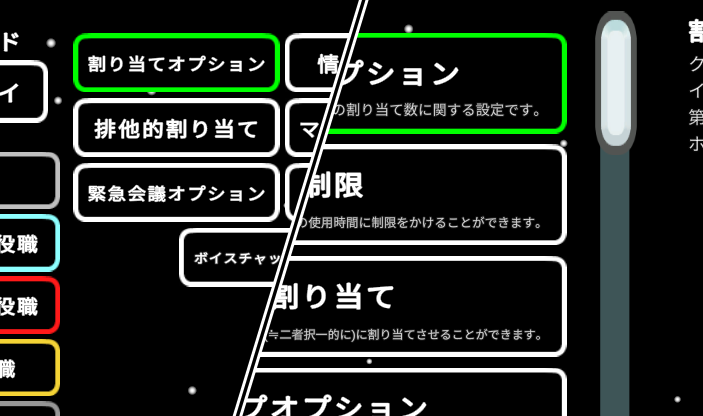 ド
イ
役職
役職
職
割り当てオプション
情
排他的割り当て
マ
緊急会議オプション
ボイスチャッ
プション
の割り当て数に関する設定です。
制限
の使用時間に制限をかけることができます。
割り当て
(≒二者択一的に)に割り当てさせることができます。
プオプション
割
ク
イ
第
ホ